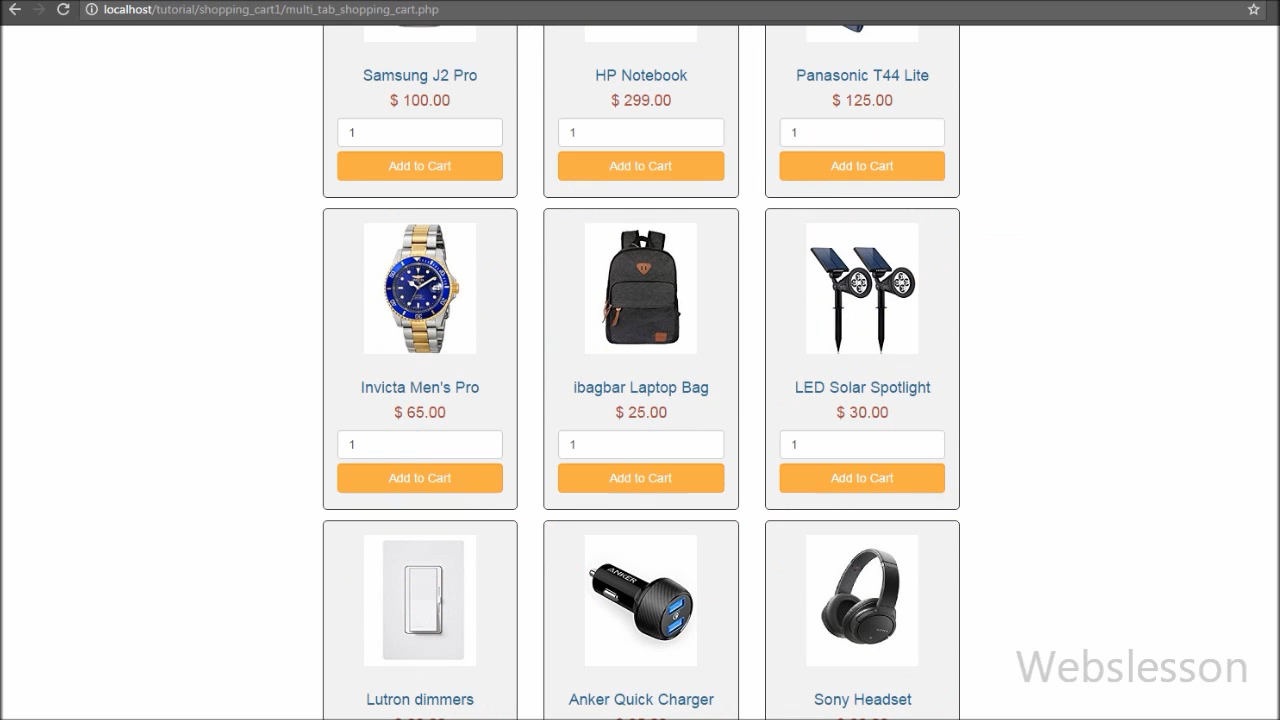 localhost/tutorial/shopping_cart1/multi_tab_shopping_cart.php
Samsung J2 Pro
HP Notebook
Panasonic T44 Lite
$ 100.00
$ 299.00
$ 125.00
1
1
1
Add to Cart
Add to Cart
Add to Cart
Invicta Men's Pro
ibagbar Laptop Bag
LED Solar Spotlight
$ 65.00
$ 25.00
$ 30.00
1
1
1
Add to Cart
Add to Cart
Add to Cart
ANKER
Webslesson
Lutron dimmers
Anker Quick Charger
Sony Headset